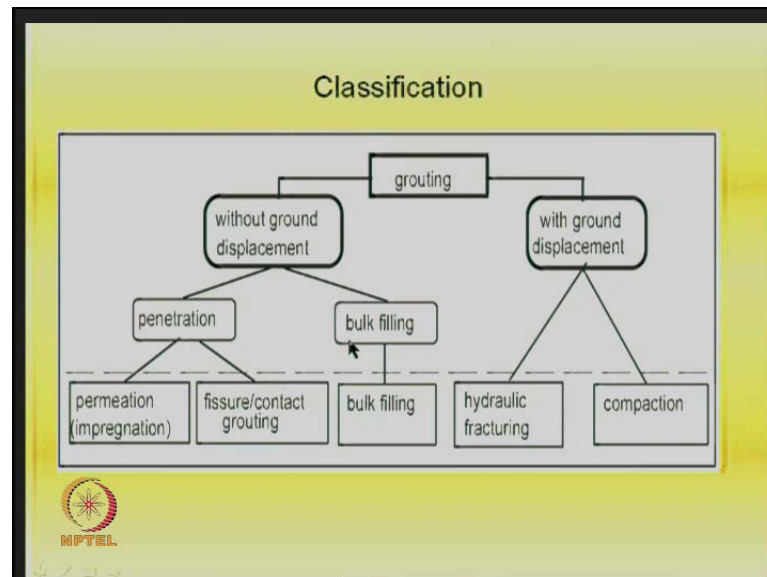 Classification
grouting
without ground
displacement
with ground
displacement
penetration
bulk filling
permeation
(impregnation)
fissure/contact
grouting
bulk filling
hydraulic
fracturing
compaction
NPTEL